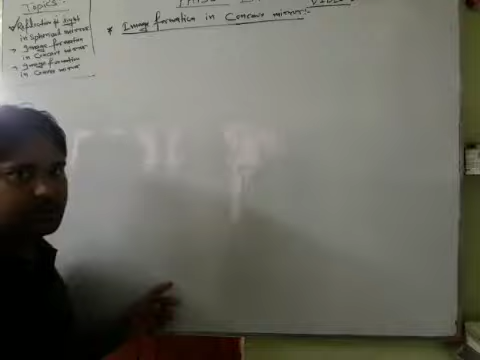 Topics:-
Reflection of light
in Spherical mirror
→ Image formation
in Concave mirror
→ Image formation
in Convex mirror
* Image formation in Concave mirror:-